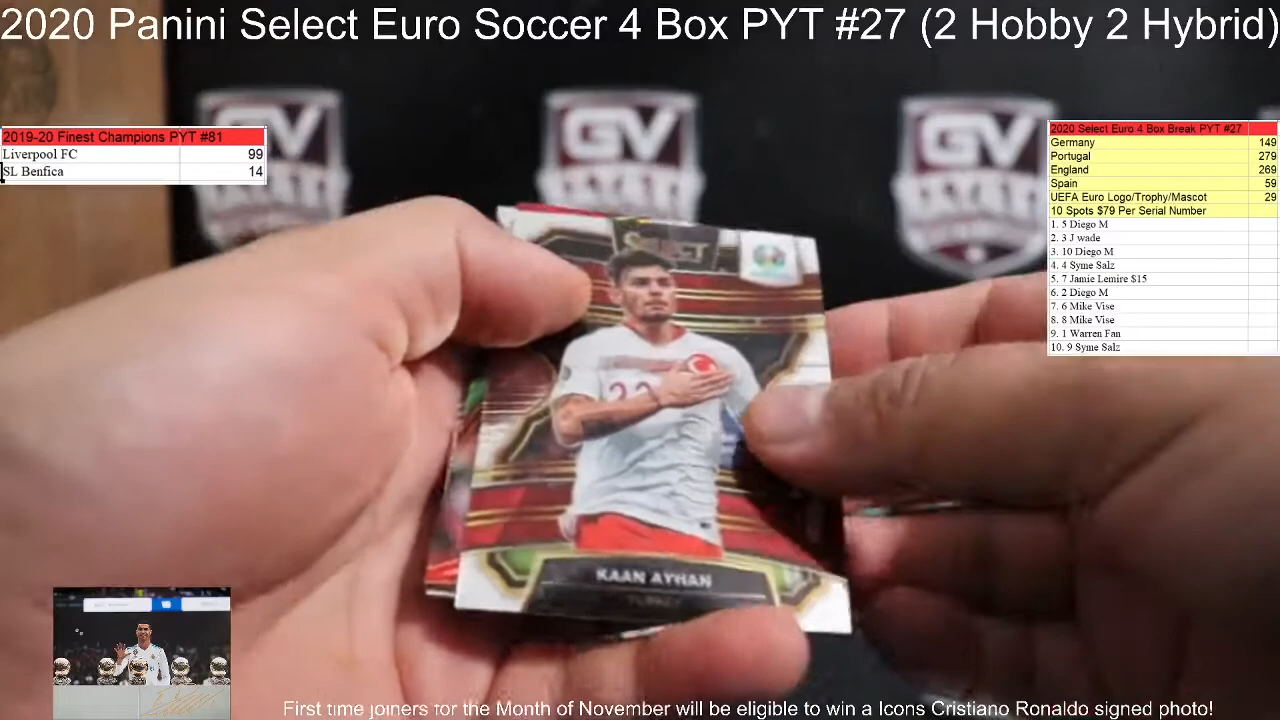 2020 Panini Select Euro Soccer 4 Box PYT #27 (2 Hobby 2 Hybrid)
2019-20 Finest Champions PYT #81
Liverpool FC 99
SL Benfica 14
2020 Select Euro 4 Box Break PYT #27
Germany 149
Portugal 279
England 269
Spain 59
UEFA Euro Logo/Trophy/Mascot 29
10 Spots $79 Per Serial Number
1. 5 Diego M
2. 3 J wade
3. 10 Diego M
4. 4 Syme Salz
5. 7 Jamie Lemire $15
6. 2 Diego M
7. 6 Mike Vise
8. 8 Mike Vise
9. 1 Warren Fan
10. 9 Syme Salz
GV
GV
GV
SELECT
22
KAAN AYHAN
TURKEY
First time joiners for the Month of November will be eligible to win a Icons Cristiano Ronaldo signed photo!